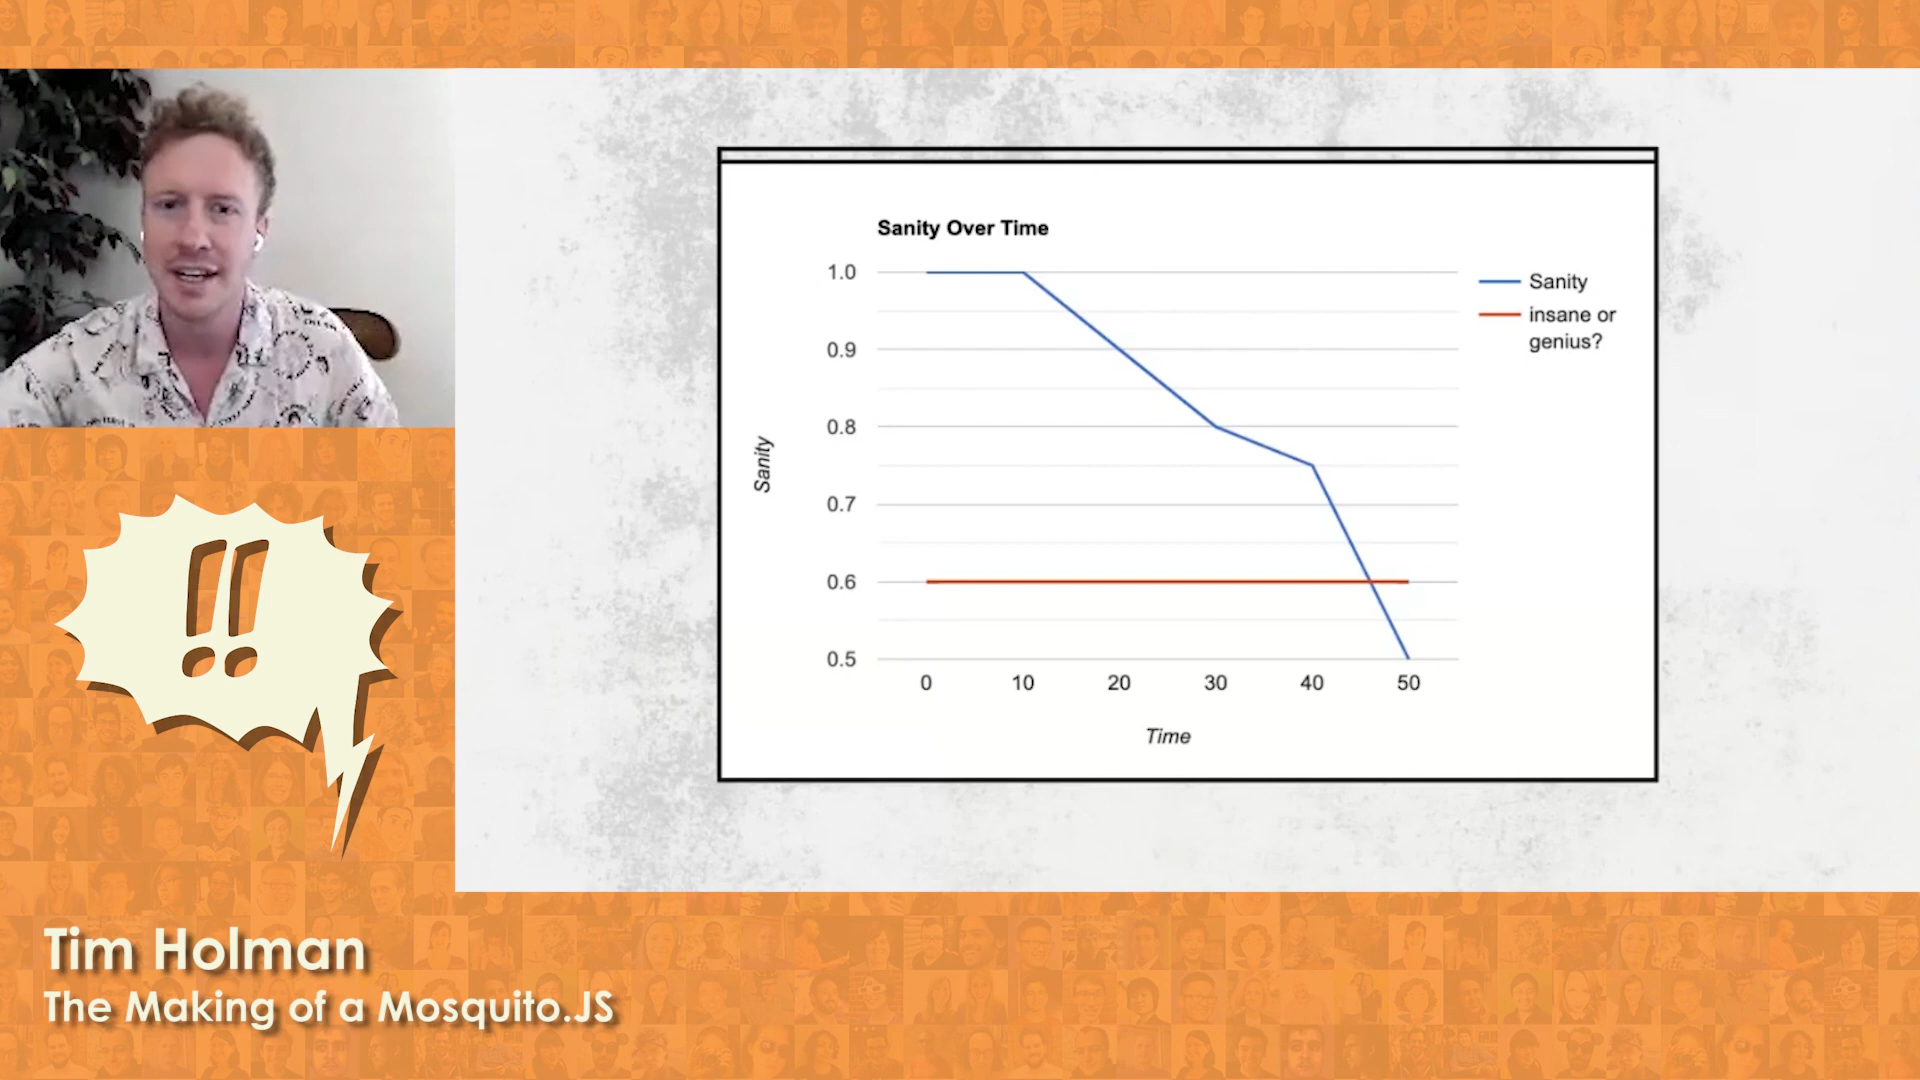 Sanity Over Time
1.0
0.9
0.8
0.7
0.6
0.5
Sanity
0
10
20
30
40
50
Time
Sanity
insane or
genius?
!!
Tim Holman
The Making of a Mosquito.JS